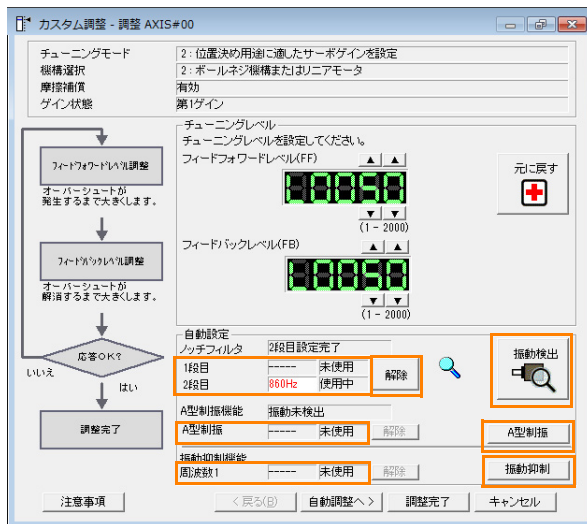 カスタム調整 - 調整 AXIS#00
チューニングモード 2：位置決め用途に適したサーボゲインを設定
機構選択 2：ボールネジ機構またはリニアモータ
摩擦補償 有効
ゲイン状態 第1ゲイン
フィードフォワードレベル調整
オーバーシュートが
発生するまで大きくします。
フィードバックレベル調整
オーバーシュートが
解消するまで大きくします。
応答OK?
いいえ
はい
調整完了
チューニングレベル
チューニングレベルを設定してください。
フィードフォワードレベル(FF)
(1 - 2000)
フィードバックレベル(FB)
(1 - 2000)
元に戻す
自動設定
ノッチフィルタ 2段目設定完了
1段目 ----- 未使用
2段目 860Hz 使用中
解除
振動検出
A型制振機能 振動未検出
A型制振 ----- 未使用 解除
A型制振
振動抑制機能
周波数1 ----- 未使用 解除
振動抑制
注意事項
< 戻る(B)
自動調整へ >
調整完了
キャンセル